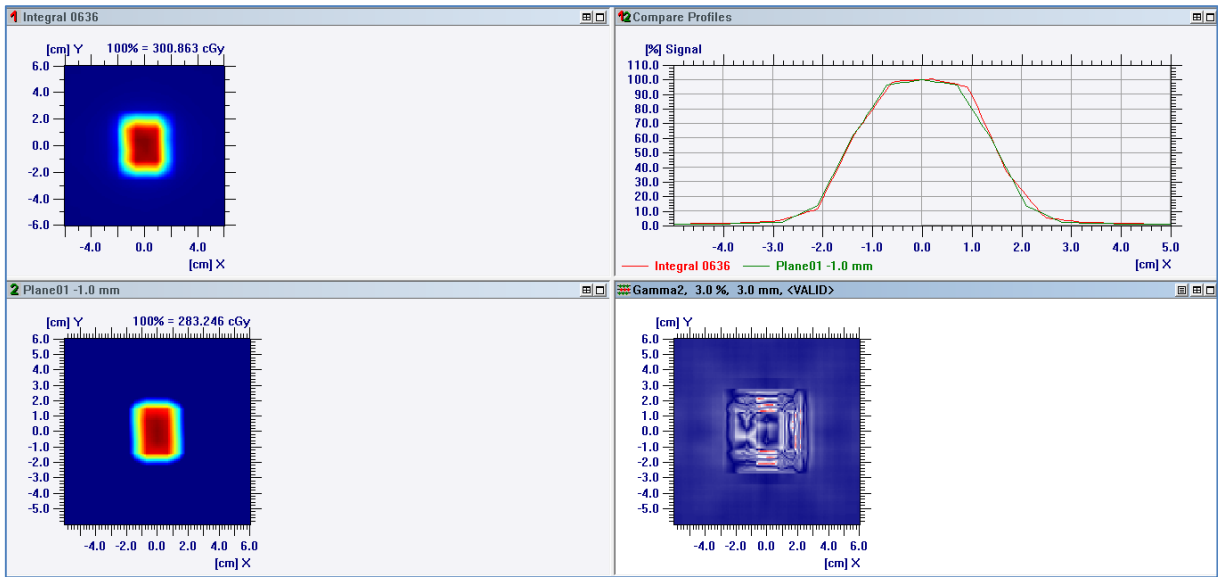 1 Integral 0636
[cm] Y 100% = 300.863 cGy
6.0
4.0
2.0
0.0
-2.0
-4.0
-6.0
-4.0 0.0 4.0
[cm] X
12 Compare Profiles
[%] Signal
110.0
100.0
90.0
80.0
70.0
60.0
50.0
40.0
30.0
20.0
10.0
0.0
-4.0 -3.0 -2.0 -1.0 0.0 1.0 2.0 3.0 4.0 5.0
Integral 0636 Plane01 -1.0 mm [cm] X
2 Plane01 -1.0 mm
[cm] Y 100% = 283.246 cGy
6.0
5.0
4.0
3.0
2.0
1.0
0.0
-1.0
-2.0
-3.0
-4.0
-5.0
-4.0 -2.0 0.0 2.0 4.0 6.0
[cm] X
Gamma2, 3.0 %, 3.0 mm, <VALID>
[cm] Y
6.0
5.0
4.0
3.0
2.0
1.0
0.0
-1.0
-2.0
-3.0
-4.0
-5.0
-4.0 -2.0 0.0 2.0 4.0 6.0
[cm] X